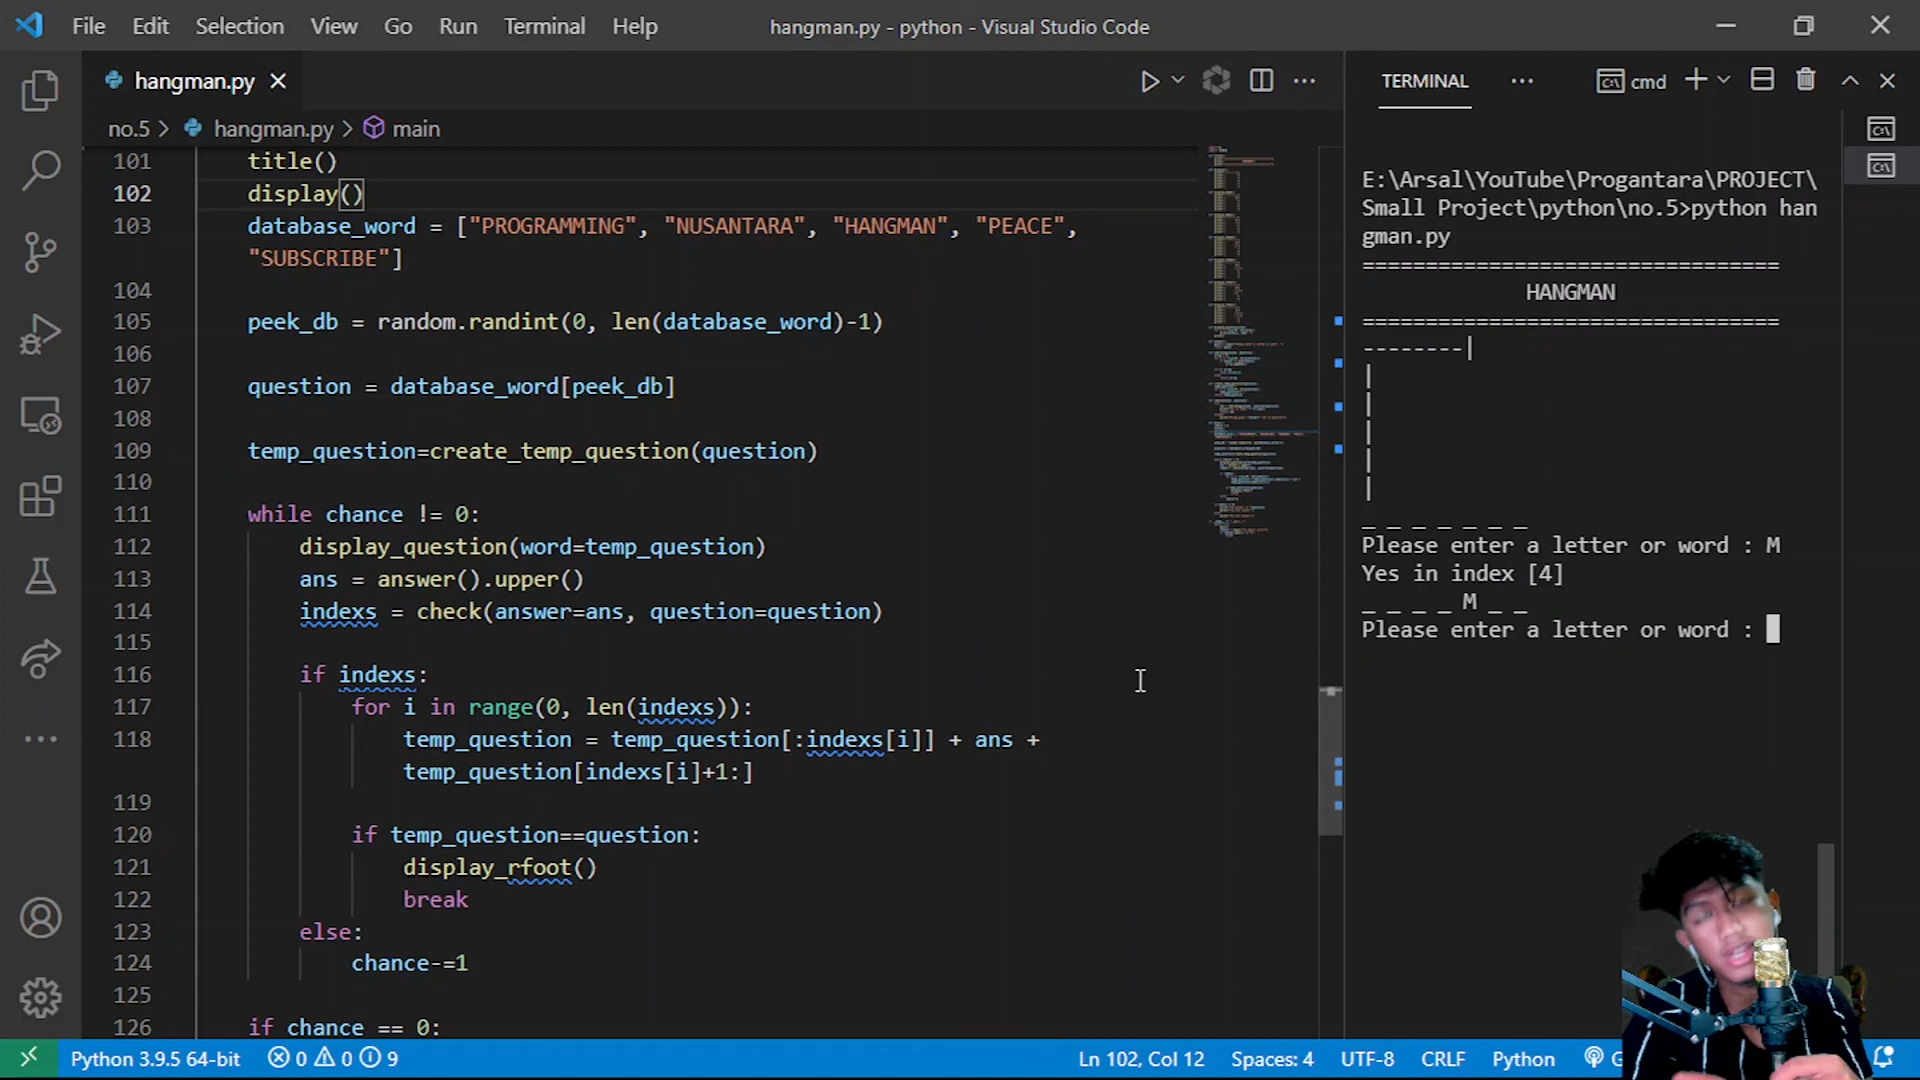 File Edit Selection View Go Run Terminal Help
hangman.py - python - Visual Studio Code
hangman.py
TERMINAL
cmd
no.5 > hangman.py > main
101 title()
102 display()
103 database_word = ["PROGRAMMING", "NUSANTARA", "HANGMAN", "PEACE",
"SUBSCRIBE"]
104
105 peek_db = random.randint(0, len(database_word)-1)
106
107 question = database_word[peek_db]
108
109 temp_question=create_temp_question(question)
110
111 while chance != 0:
112 display_question(word=temp_question)
113 ans = answer().upper()
114 indexs = check(answer=ans, question=question)
115
116 if indexs:
117 for i in range(0, len(indexs)):
118 temp_question = temp_question[:indexs[i]] + ans +
temp_question[indexs[i]+1:]
119
120 if temp_question==question:
121 display_rfoot()
122 break
123 else:
124 chance-=1
125
126 if chance == 0:
E:\Arsal\YouTube\Progantara\PROJECT\
Small Project\python\no.5>python han
gman.py
=================================
HANGMAN
=================================
--------|
|
|
|
|
|
_ _ _ _ _ _ _
Please enter a letter or word : M
Yes in index [4]
_ _ _ _ M _ _
Please enter a letter or word :
Python 3.9.5 64-bit 0 0 9
Ln 102, Col 12 Spaces: 4 UTF-8 CRLF Python